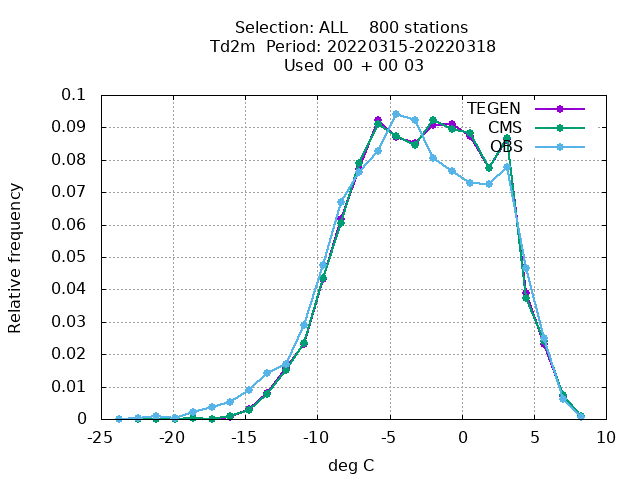 Selection: ALL    800 stations
Td2m  Period: 20220315-20220318
Used  00 + 00 03
0.1
0.09
0.08
0.07
0.06
0.05
0.04
0.03
0.02
0.01
0
Relative frequency
TEGEN
CMS
OBS
-25 -20 -15 -10 -5 0 5 10
deg C